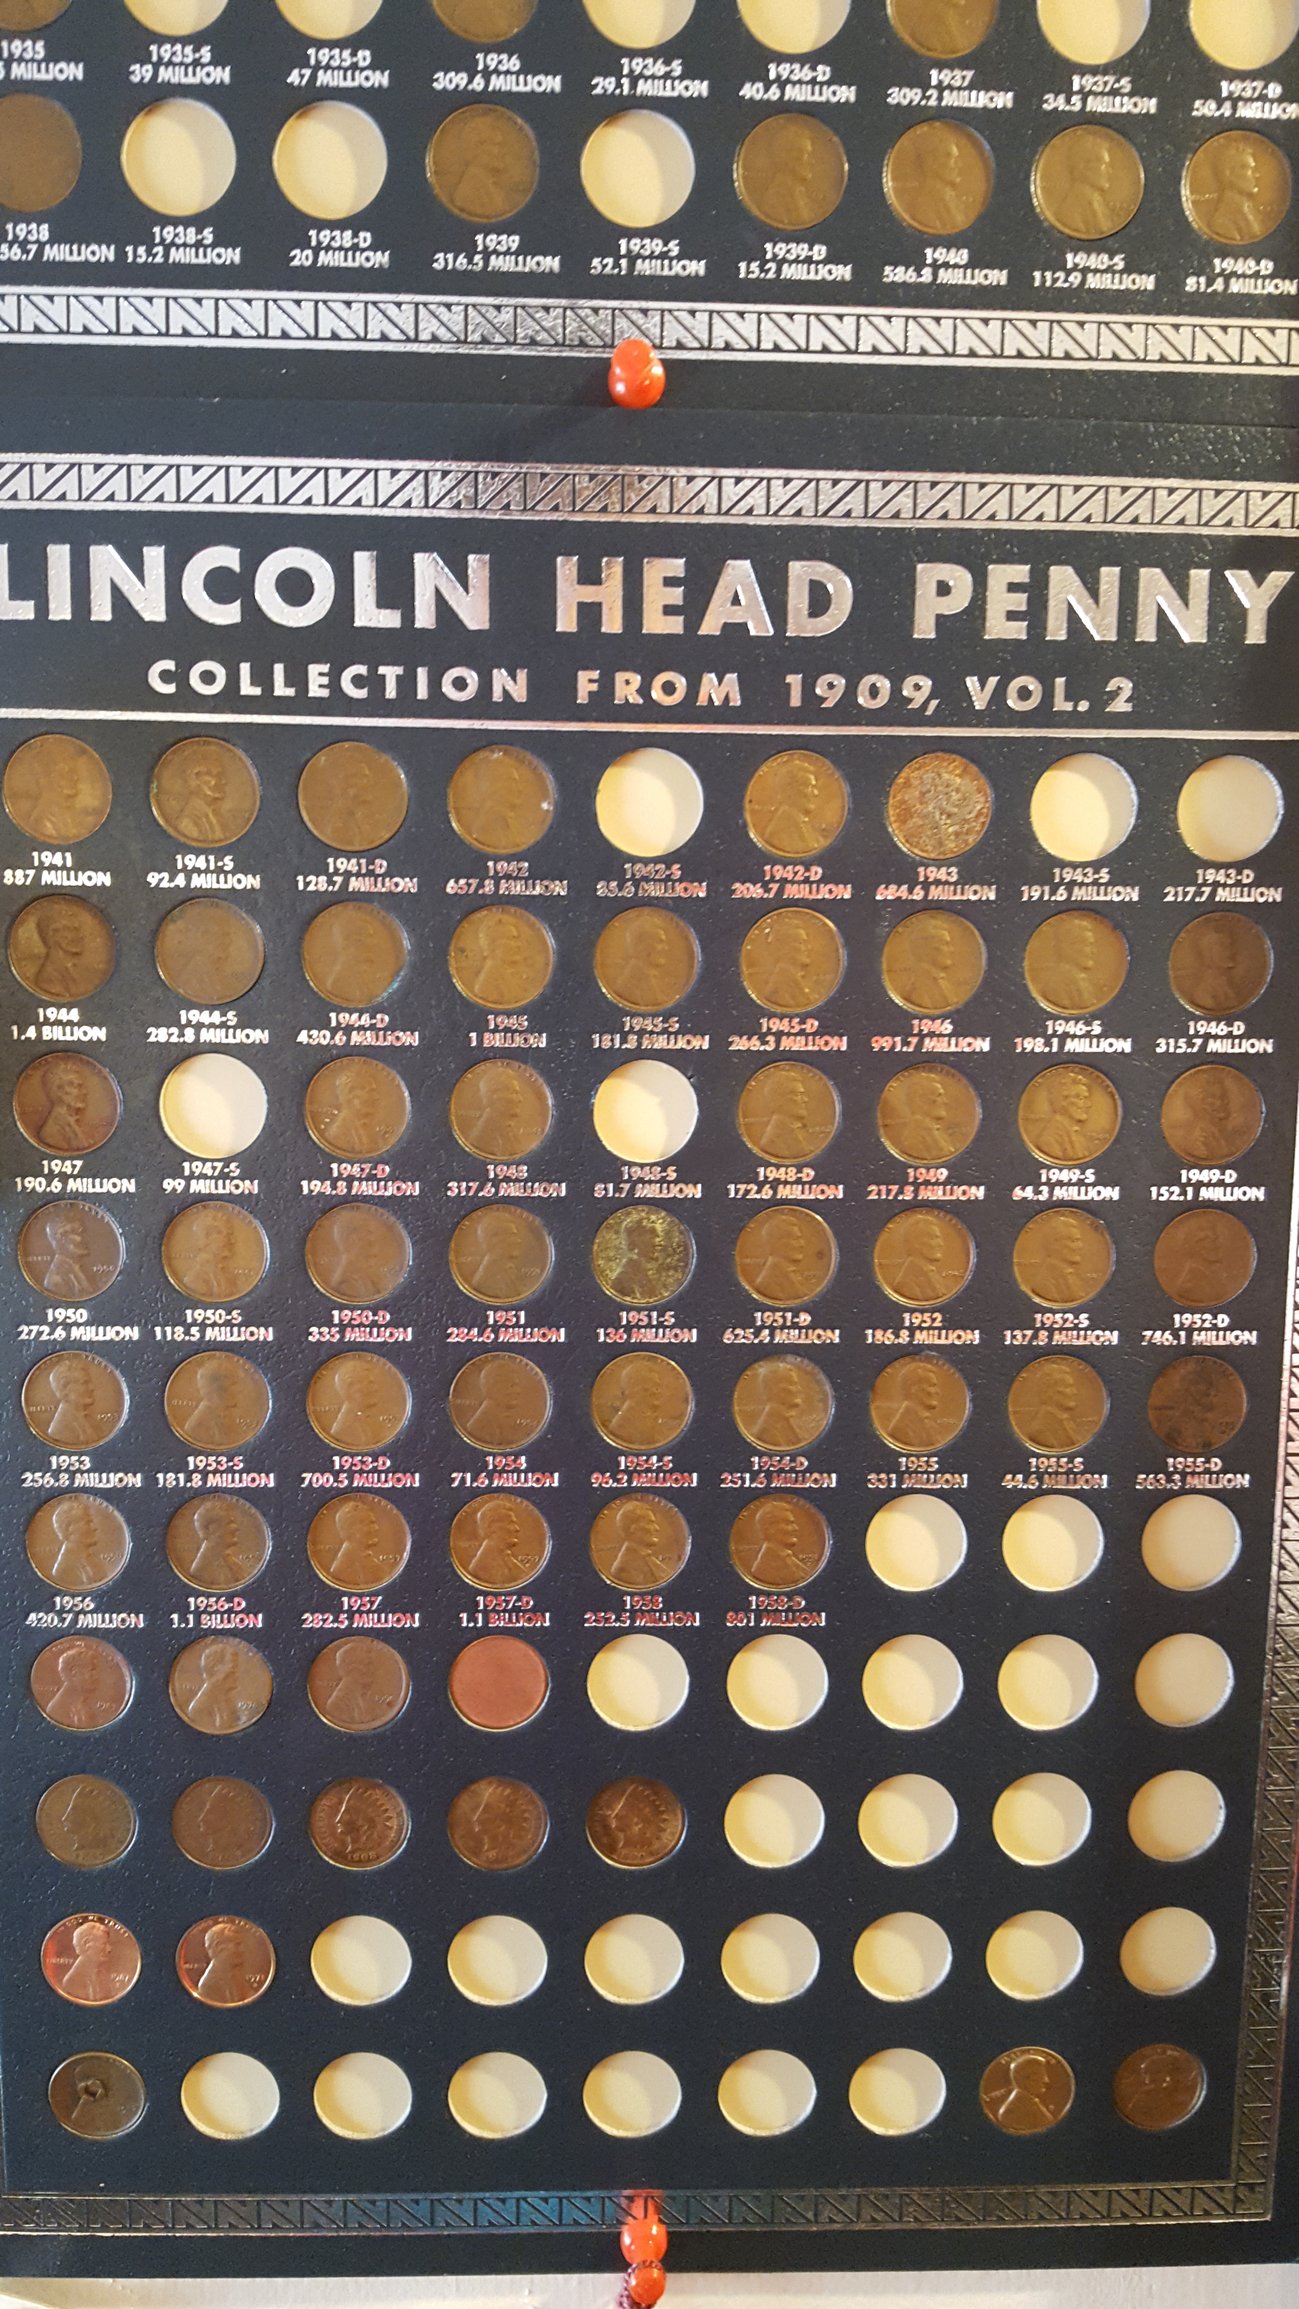 1935 1935-S 1935-D 1936 1936-S 1936-D 1937 1937-S 1937-D
MILLION 39 MILLION 47 MILLION 309.6 MILLION 29.1 MILLION 40.6 MILLION 309.2 MILLION 34.5 MILLION 50.4 MILLION
1938 1938-S 1938-D 1939 1939-S 1939-D 1940 1940-S 1940-D
56.7 MILLION 15.2 MILLION 20 MILLION 316.5 MILLION 52.1 MILLION 15.2 MILLION 586.8 MILLION 112.9 MILLION 81.4 MILLION
LINCOLN HEAD PENNY
COLLECTION FROM 1909, VOL. 2
1941 1941-S 1941-D 1942 1942-S 1942-D 1943 1943-S 1943-D
887 MILLION 92.4 MILLION 128.7 MILLION 657.8 MILLION 85.6 MILLION 206.7 MILLION 684.6 MILLION 191.6 MILLION 217.7 MILLION
1944 1944-S 1944-D 1945 1945-S 1945-D 1946 1946-S 1946-D
1.4 BILLION 282.8 MILLION 430.6 MILLION 1 BILLION 181.8 MILLION 266.3 MILLION 991.7 MILLION 198.1 MILLION 315.7 MILLION
1947 1947-S 1947-D 1948 1948-S 1948-D 1949 1949-S 1949-D
190.6 MILLION 99 MILLION 194.8 MILLION 317.6 MILLION 81.7 MILLION 172.6 MILLION 217.8 MILLION 64.3 MILLION 152.1 MILLION
1950 1950-S 1950-D 1951 1951-S 1951-D 1952 1952-S 1952-D
272.6 MILLION 118.5 MILLION 335 MILLION 284.6 MILLION 136 MILLION 625.4 MILLION 186.8 MILLION 137.8 MILLION 746.1 MILLION
1953 1953-S 1953-D 1954 1954-S 1954-D 1955 1955-S 1955-D
256.8 MILLION 181.8 MILLION 700.5 MILLION 71.6 MILLION 96.2 MILLION 251.6 MILLION 331 MILLION 44.6 MILLION 563.3 MILLION
1956 1956-D 1957 1957-D 1958 1958-D
420.7 MILLION 1.1 BILLION 282.5 MILLION 1.1 BILLION 252.5 MILLION 801 MILLION